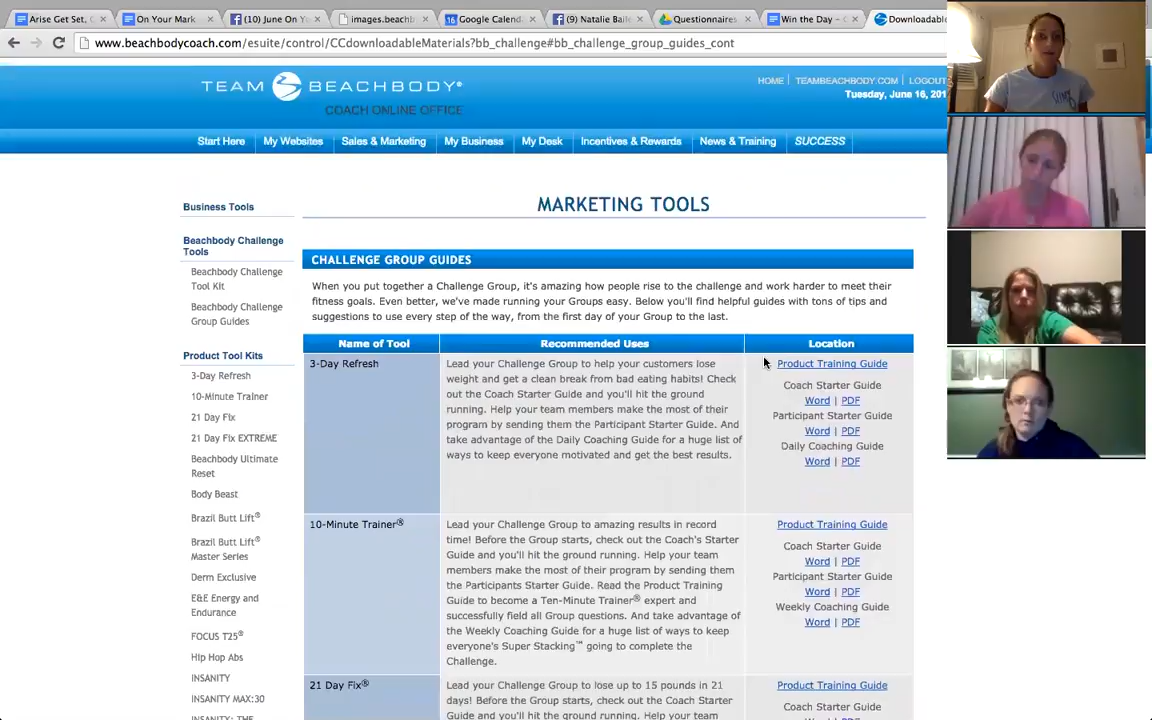 Arise Get Set, G
On Your Mark
(10) June On Y
images.beachb
Google Calend
(9) Natalie Baile
Questionnaires
Win the Day – C
Downloadable
www.beachbodycoach.com/esuite/control/CCdownloadableMaterials?bb_challenge#bb_challenge_group_guides_cont
TEAM BEACHBODY®
COACH ONLINE OFFICE
HOME | TEAMBEACHBODY.COM | LOGOUT
Tuesday, June 16, 201
Start Here
My Websites
Sales & Marketing
My Business
My Desk
Incentives & Rewards
News & Training
SUCCESS
Business Tools
Beachbody Challenge
Tools
Beachbody Challenge
Tool Kit
Beachbody Challenge
Group Guides
Product Tool Kits
3-Day Refresh
10-Minute Trainer
21 Day Fix
21 Day Fix EXTREME
Beachbody Ultimate
Reset
Body Beast
Brazil Butt Lift®
Brazil Butt Lift®
Master Series
Derm Exclusive
E&E Energy and
Endurance
FOCUS T25®
Hip Hop Abs
INSANITY
INSANITY MAX:30
INSANITY: THE
MARKETING TOOLS
CHALLENGE GROUP GUIDES
When you put together a Challenge Group, it's amazing how people rise to the challenge and work harder to meet their
fitness goals. Even better, we've made running your Groups easy. Below you'll find helpful guides with tons of tips and
suggestions to use every step of the way, from the first day of your Group to the last.
Name of Tool
Recommended Uses
Location
3-Day Refresh
Lead your Challenge Group to help your customers lose
weight and get a clean break from bad eating habits! Check
out the Coach Starter Guide and you'll hit the ground
running. Help your team members make the most of their
program by sending them the Participant Starter Guide. And
take advantage of the Daily Coaching Guide for a huge list of
ways to keep everyone motivated and get the best results.
Product Training Guide
Coach Starter Guide
Word | PDF
Participant Starter Guide
Word | PDF
Daily Coaching Guide
Word | PDF
10-Minute Trainer®
Lead your Challenge Group to amazing results in record
time! Before the Group starts, check out the Coach's Starter
Guide and you'll hit the ground running. Help your team
members make the most of their program by sending them
the Participants Starter Guide. Read the Product Training
Guide to become a Ten-Minute Trainer® expert and
successfully field all Group questions. And take advantage of
the Weekly Coaching Guide for a huge list of ways to keep
everyone's Super Stacking™ going to complete the
Challenge.
Product Training Guide
Coach Starter Guide
Word | PDF
Participant Starter Guide
Word | PDF
Weekly Coaching Guide
Word | PDF
21 Day Fix®
Lead your Challenge Group to lose up to 15 pounds in 21
days! Before the Group starts, check out the Coach Starter
Guide and you'll hit the ground running. Help your team
Product Training Guide
Coach Starter Guide